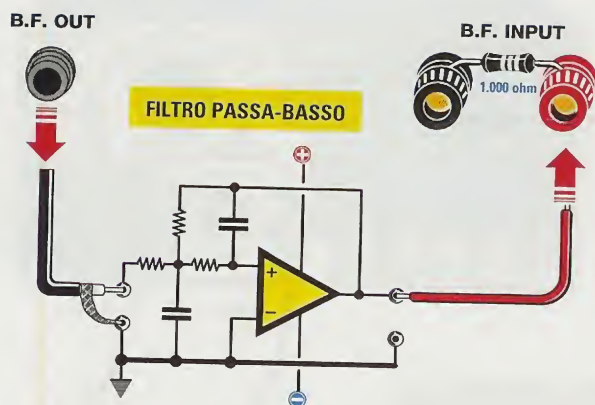 B.F. OUT
B.F. INPUT
1.000 ohm
FILTRO PASSA-BASSO
+
+
−
−